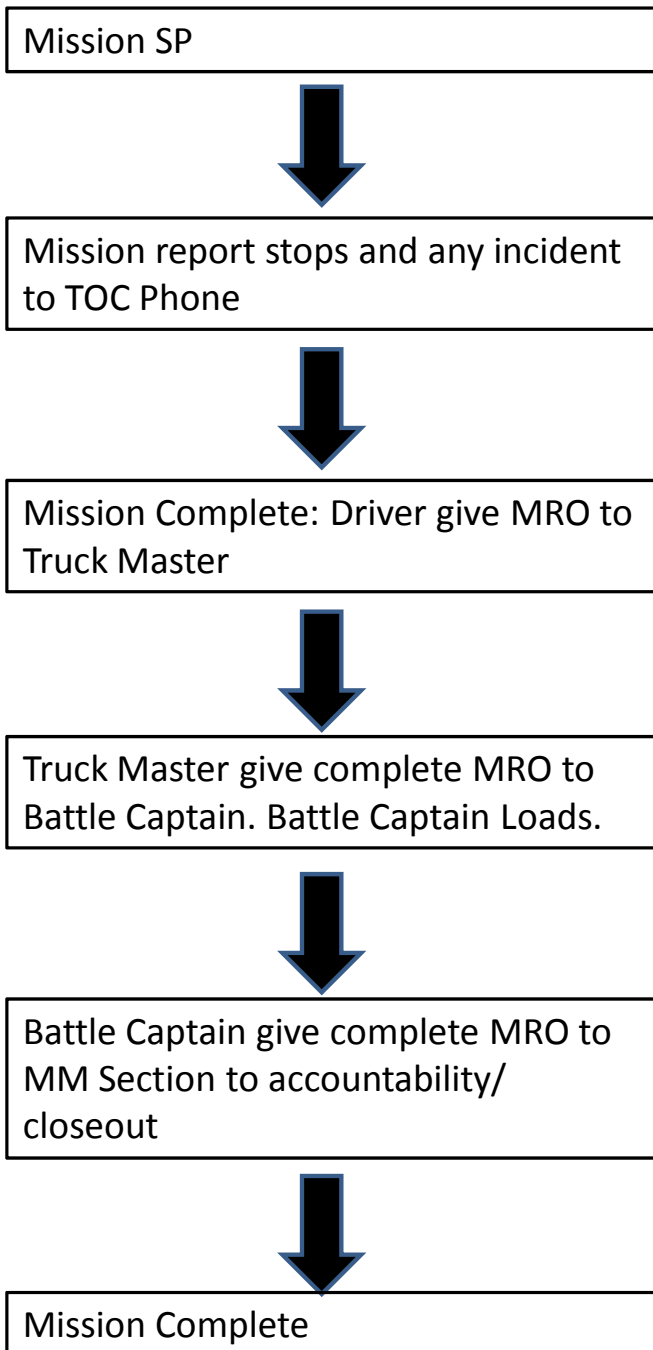 Mission SP
Mission report stops and any incident
to TOC Phone
Mission Complete: Driver give MRO to
Truck Master
Truck Master give complete MRO to
Battle Captain. Battle Captain Loads.
Battle Captain give complete MRO to
MM Section to accountability/
closeout
Mission Complete